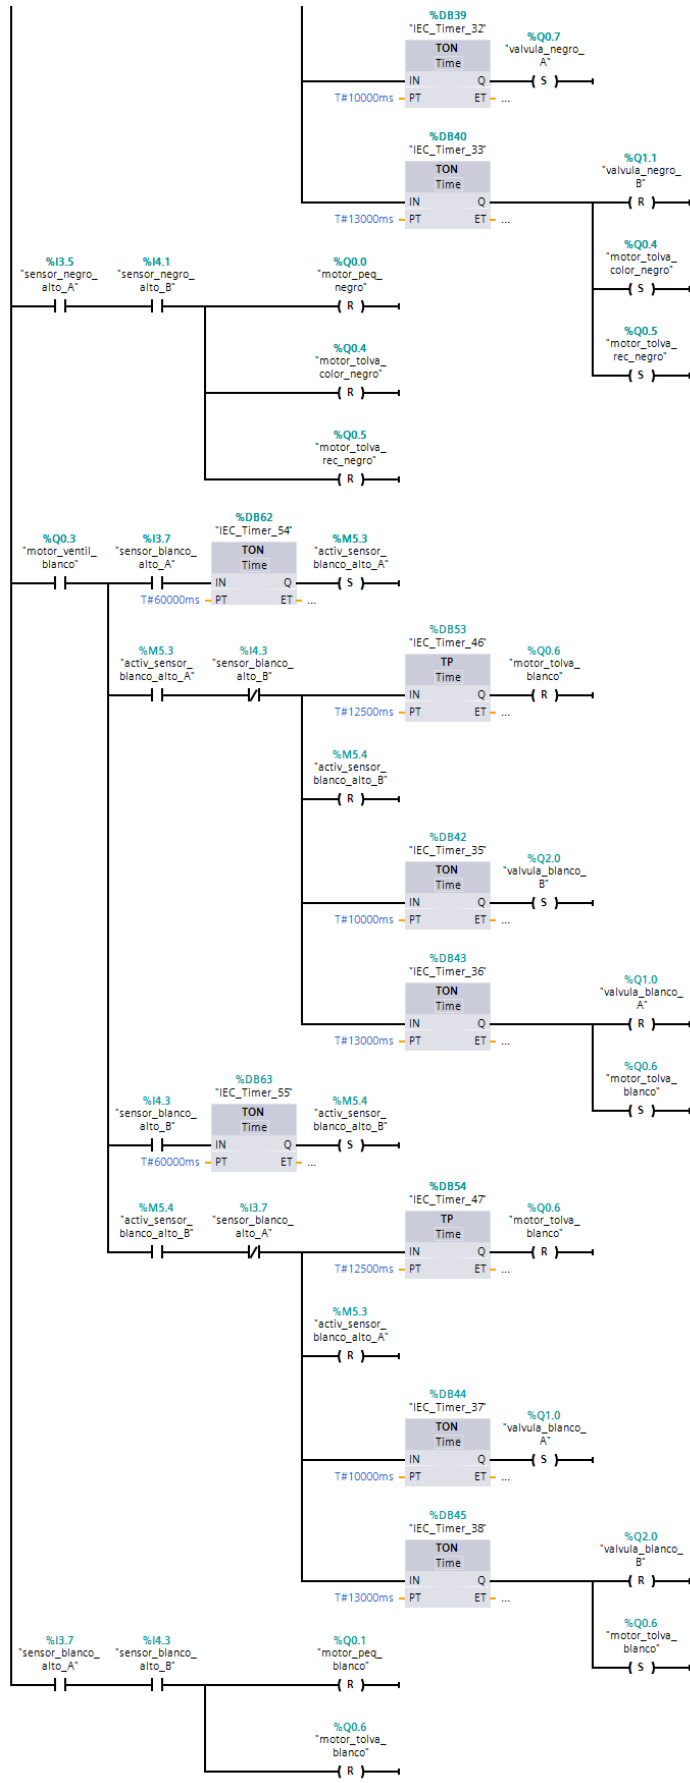 %DB39
"IEC_Timer_32"
TON
Time
IN
Q
T#10000ms
PT
ET
...
%Q0.7
"valvula_negro_
A"
S
%DB40
"IEC_Timer_33"
TON
Time
IN
Q
T#13000ms
PT
ET
...
%Q1.1
"valvula_negro_
B"
R
%Q0.4
"motor_tolva_
color_negro"
S
%Q0.5
"motor_tolva_
rec_negro"
S
%I3.5
"sensor_negro_
alto_A"
%I4.1
"sensor_negro_
alto_B"
%Q0.0
"motor_peq_
negro"
R
%Q0.4
"motor_tolva_
color_negro"
R
%Q0.5
"motor_tolva_
rec_negro"
R
%Q0.3
"motor_ventil_
blanco"
%I3.7
"sensor_blanco_
alto_A"
%DB62
"IEC_Timer_54"
TON
Time
IN
Q
T#60000ms
PT
ET
...
%M5.3
"activ_sensor_
blanco_alto_A"
S
%M5.3
"activ_sensor_
blanco_alto_A"
%I4.3
"sensor_blanco_
alto_B"
%DB53
"IEC_Timer_46"
TP
Time
IN
Q
T#12500ms
PT
ET
...
%Q0.6
"motor_tolva_
blanco"
R
%M5.4
"activ_sensor_
blanco_alto_B"
R
%DB42
"IEC_Timer_35"
TON
Time
IN
Q
T#10000ms
PT
ET
...
%Q2.0
"valvula_blanco_
B"
S
%DB43
"IEC_Timer_36"
TON
Time
IN
Q
T#13000ms
PT
ET
...
%Q1.0
"valvula_blanco_
A"
R
%Q0.6
"motor_tolva_
blanco"
S
%I4.3
"sensor_blanco_
alto_B"
%DB63
"IEC_Timer_55"
TON
Time
IN
Q
T#60000ms
PT
ET
...
%M5.4
"activ_sensor_
blanco_alto_B"
S
%M5.4
"activ_sensor_
blanco_alto_B"
%I3.7
"sensor_blanco_
alto_A"
%DB54
"IEC_Timer_47"
TP
Time
IN
Q
T#12500ms
PT
ET
...
%Q0.6
"motor_tolva_
blanco"
R
%M5.3
"activ_sensor_
blanco_alto_A"
R
%DB44
"IEC_Timer_37"
TON
Time
IN
Q
T#10000ms
PT
ET
...
%Q1.0
"valvula_blanco_
A"
S
%DB45
"IEC_Timer_38"
TON
Time
IN
Q
T#13000ms
PT
ET
...
%Q2.0
"valvula_blanco_
B"
R
%Q0.6
"motor_tolva_
blanco"
S
%I3.7
"sensor_blanco_
alto_A"
%I4.3
"sensor_blanco_
alto_B"
%Q0.1
"motor_peq_
blanco"
R
%Q0.6
"motor_tolva_
blanco"
R